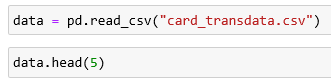 data = pd.read_csv("card_transdata.csv")
data.head(5)